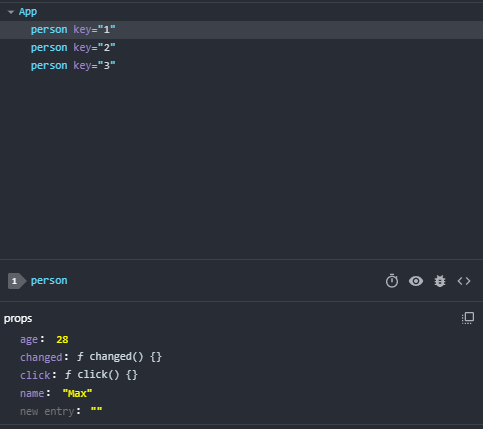 App
person key="1"
person key="2"
person key="3"
1 person
props
age: 28
changed: ƒ changed() {}
click: ƒ click() {}
name: "Max"
new entry: ""